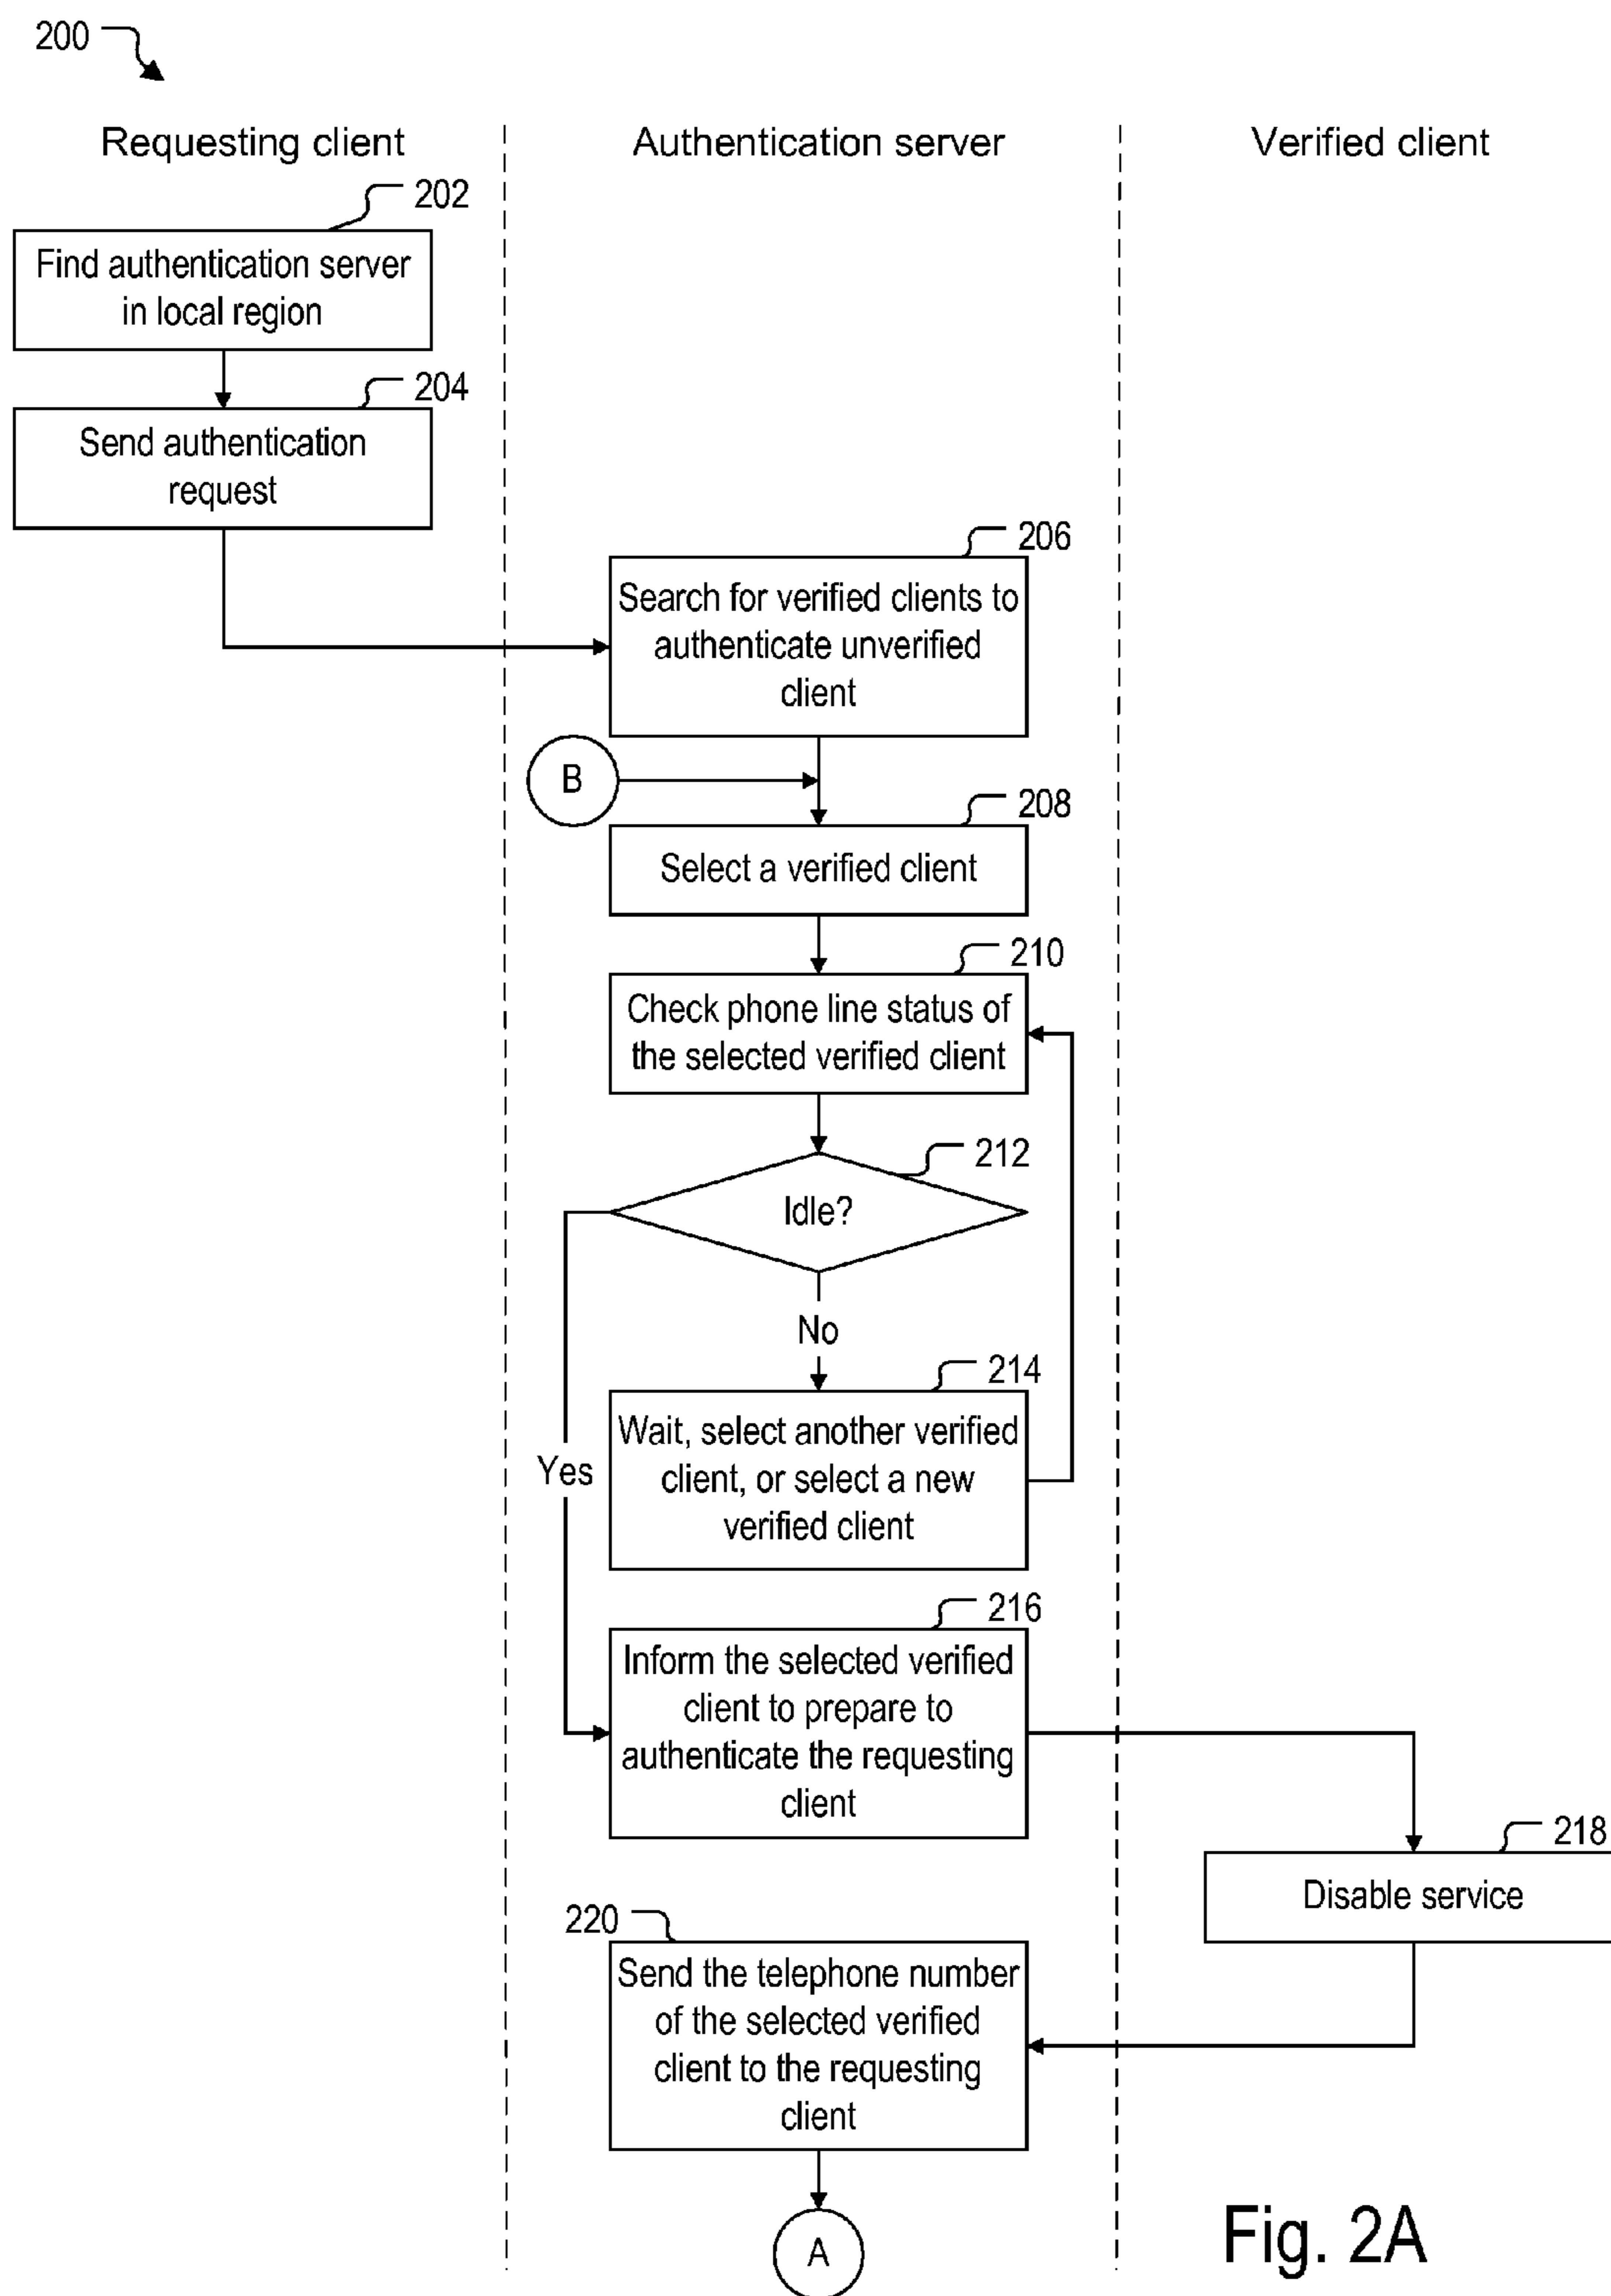 200
Requesting client
Authentication server
Verified client
202
Find authentication server
in local region
204
Send authentication
request
206
Search for verified clients to
authenticate unverified
client
B
208
Select a verified client
210
Check phone line status of
the selected verified client
212
Idle?
No
214
Wait, select another verified
client, or select a new
verified client
Yes
216
Inform the selected verified
client to prepare to
authenticate the requesting
client
218
Disable service
220
Send the telephone number
of the selected verified
client to the requesting
client
A
Fig. 2A